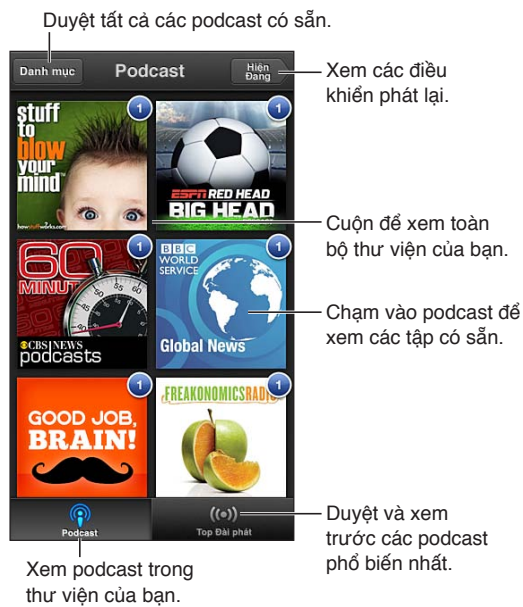 Duyệt tất cả các podcast có sẵn.
Danh mục
Podcast
Hiện
Đang
Xem các điều
khiển phát lại.
stuff
to
blow
your
mind
howstuffworks.com
1
ESPN RED HEAD
BIG HEAD
1
Cuộn để xem toàn
bộ thư viện của bạn.
60
MINUTES
CBS NEWS
podcasts
1
BBC
WORLD
SERVICE
Global News
1
Chạm vào podcast để
xem các tập có sẵn.
GOOD JOB,
BRAIN!
1
FREAKONOMICS RADIO
1
Podcast
Top Đài phát
Duyệt và xem
trước các podcast
phổ biến nhất.
Xem podcast trong
thư viện của bạn.